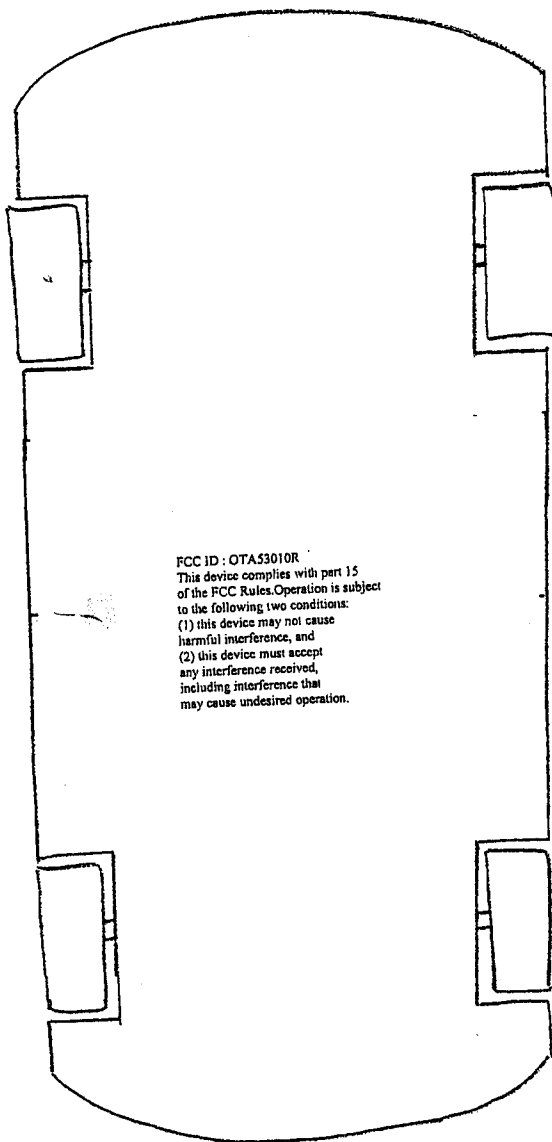 FCC ID : OTA53010R
This device complies with part 15
of the FCC Rules.Operation is subject
to the following two conditions:
(1) this device may not cause
harmful interference, and
(2) this device must accept
any interference received,
including interference that
may cause undesired operation.